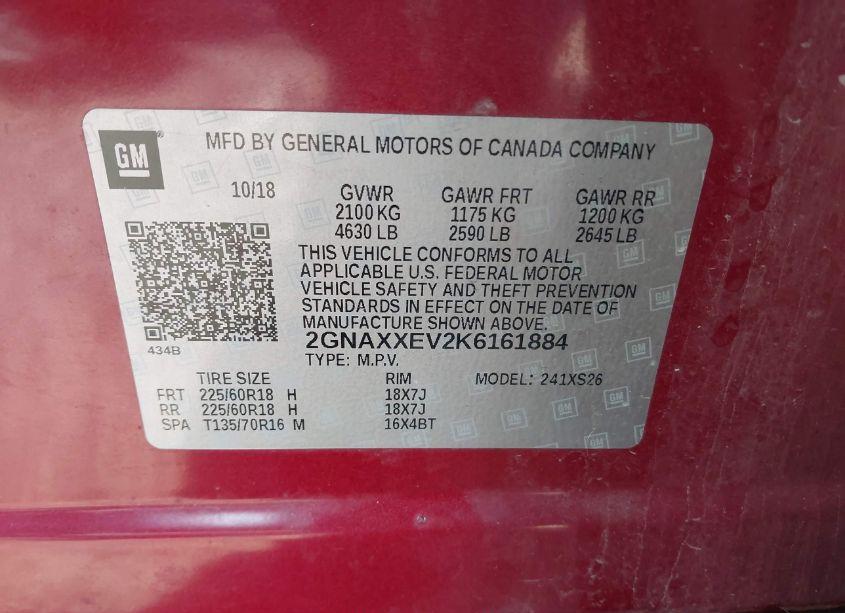 GM
MFD BY GENERAL MOTORS OF CANADA COMPANY
10/18 GVWR GAWR FRT GAWR RR
2100 KG 1175 KG 1200 KG
4630 LB 2590 LB 2645 LB
THIS VEHICLE CONFORMS TO ALL
APPLICABLE U.S. FEDERAL MOTOR
VEHICLE SAFETY AND THEFT PREVENTION
STANDARDS IN EFFECT ON THE DATE OF
MANUFACTURE SHOWN ABOVE.
434B
2GNAXXEV2K6161884
TYPE: M.P.V.
TIRE SIZE RIM MODEL: 241XS26
FRT 225/60R18 H 18X7J
RR 225/60R18 H 18X7J
SPA T135/70R16 M 16X4BT